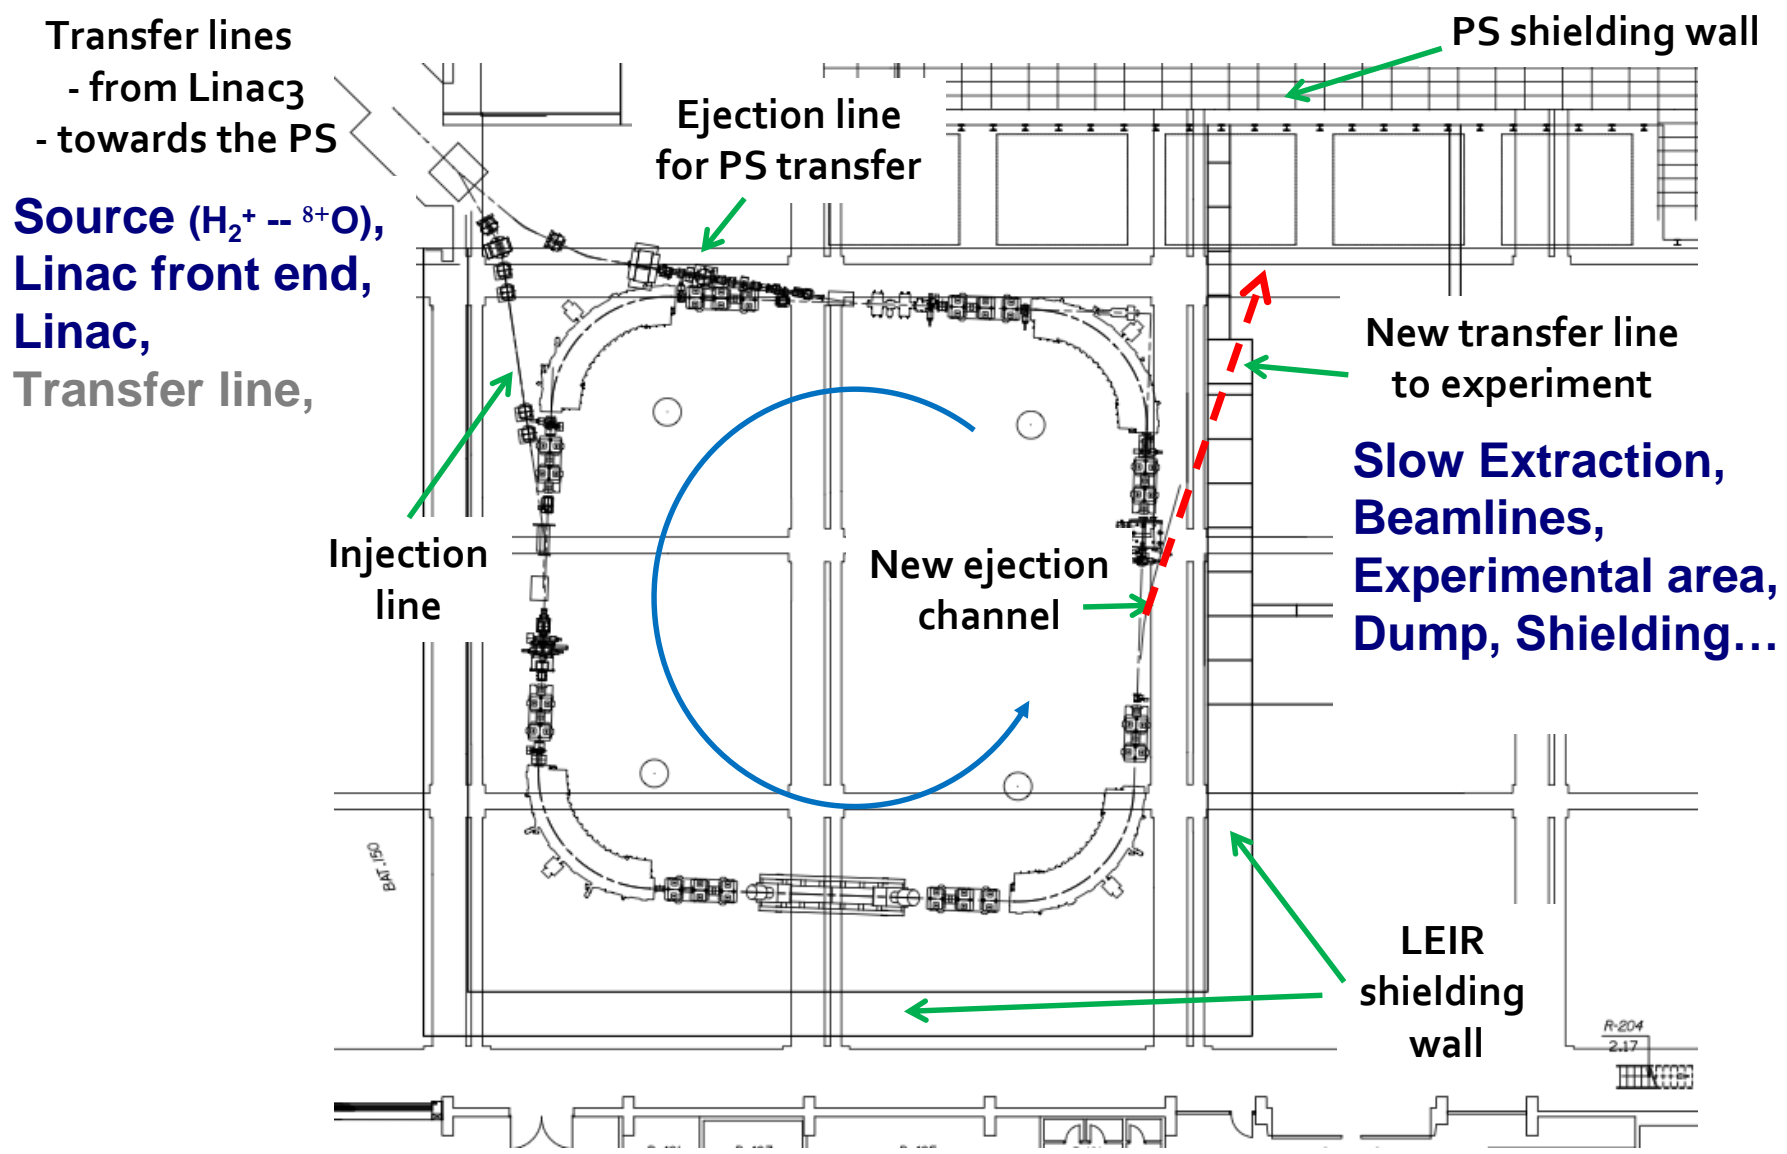 Transfer lines
- from Linac3
- towards the PS
Source (H₂⁺ -- ⁸⁺O),
Linac front end,
Linac,
Transfer line,
PS shielding wall
Ejection line
for PS transfer
New transfer line
to experiment
Slow Extraction,
Beamlines,
Experimental area,
Dump, Shielding…
Injection
line
New ejection
channel
BAT.150
LEIR
shielding
wall
R-204
2.17